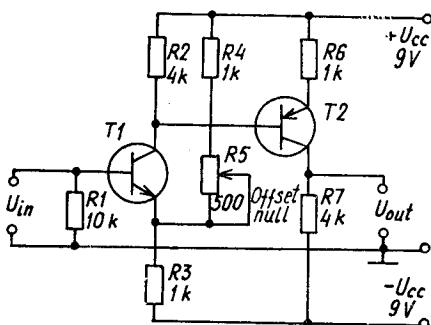 +Ucc
9V
R2
4k
R4
1k
R6
1k
T1
T2
R5
500
Offset
null
Uin
R1
10k
R7
4k
Uout
R3
1k
-Ucc
9V